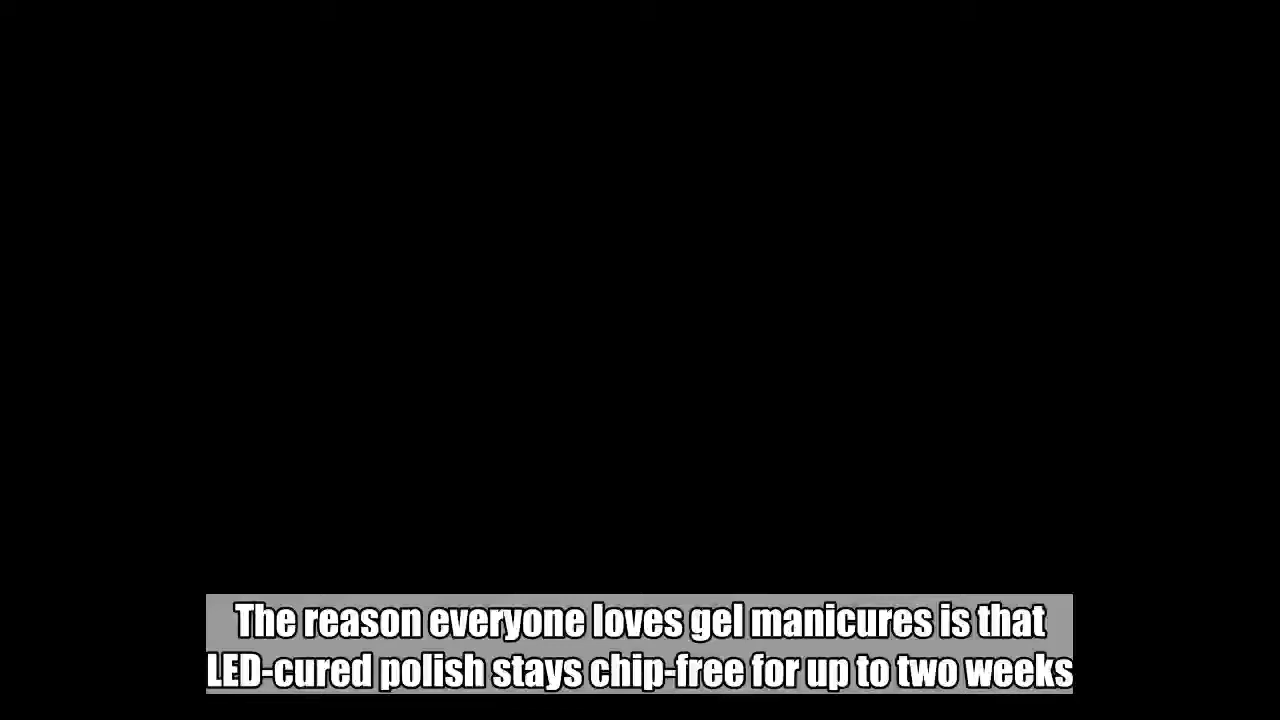 The reason everyone loves gel manicures is that
LED-cured polish stays chip-free for up to two weeks